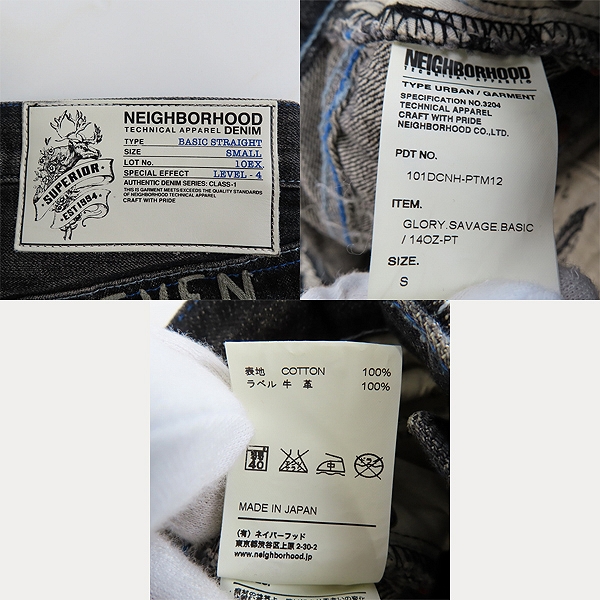 NEIGHBORHOOD
TECHNICAL APPAREL DENIM
TYPE BASIC STRAIGHT
SIZE SMALL
LOT No. 10EX.
SPECIAL EFFECT LEVEL-4
AUTHENTIC DENIM SERIES: CLASS-1
THIS IS GARMENT MEETS EXCEEDS THE QUALITY STANDARDS
OF NEIGHBORHOOD TECHNICAL APPAREL
CRAFT WITH PRIDE
SUPERIOR
EST 1994
NEIGHBORHOOD
TECHNICAL APPAREL
TYPE URBAN / GARMENT
SPECIFICATION NO.3204
TECHNICAL APPAREL
CRAFT WITH PRIDE
NEIGHBORHOOD CO.,LTD.
PDT NO.
101DCNH-PTM12
ITEM.
GLORY.SAVAGE.BASIC
/ 14OZ-PT
SIZE.
S
表地 COTTON 100%
ラベル 牛 革 100%
40
中
ドライ
MADE IN JAPAN
(有) ネイバーフッド
東京都渋谷区上原 2-30-2
www.neighborhood.jp